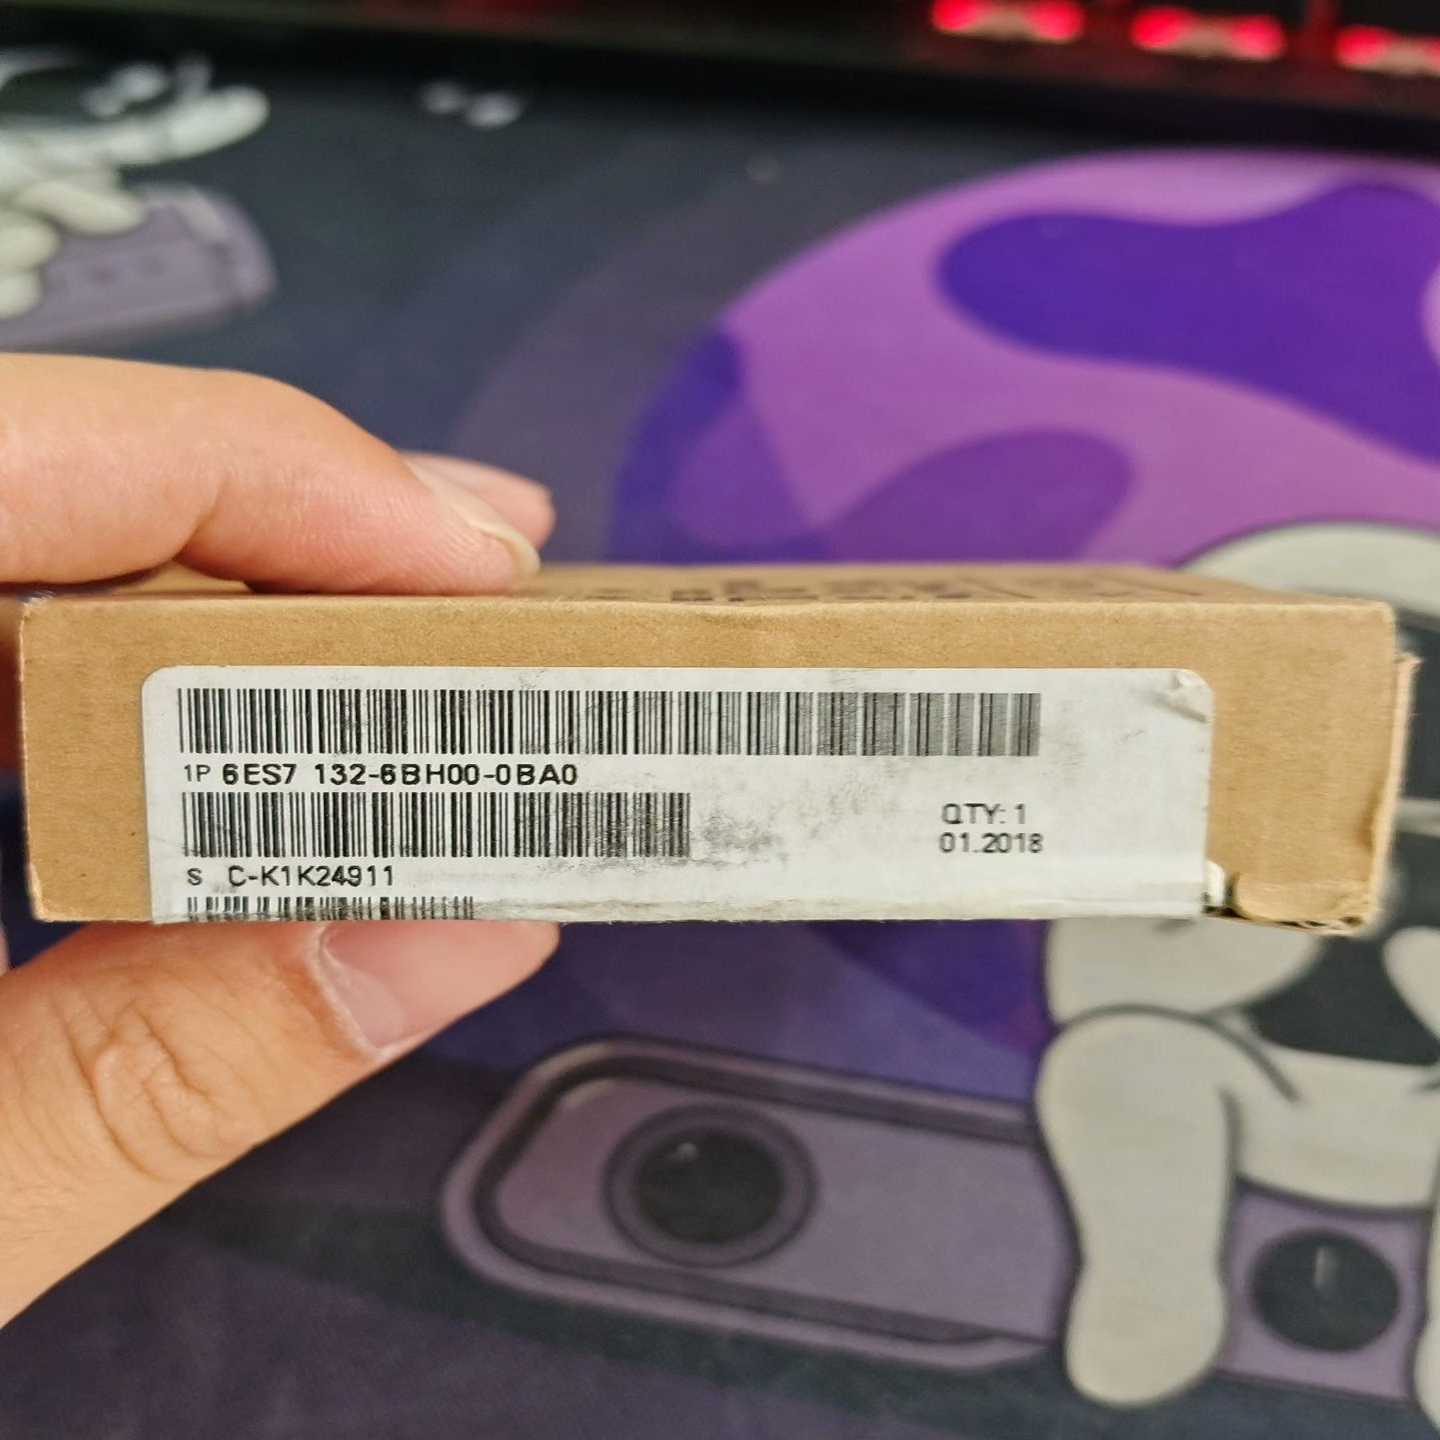 1P 6ES7 132-6BH00-0BA0
QTY: 1
01.2018
S C-K1K24911